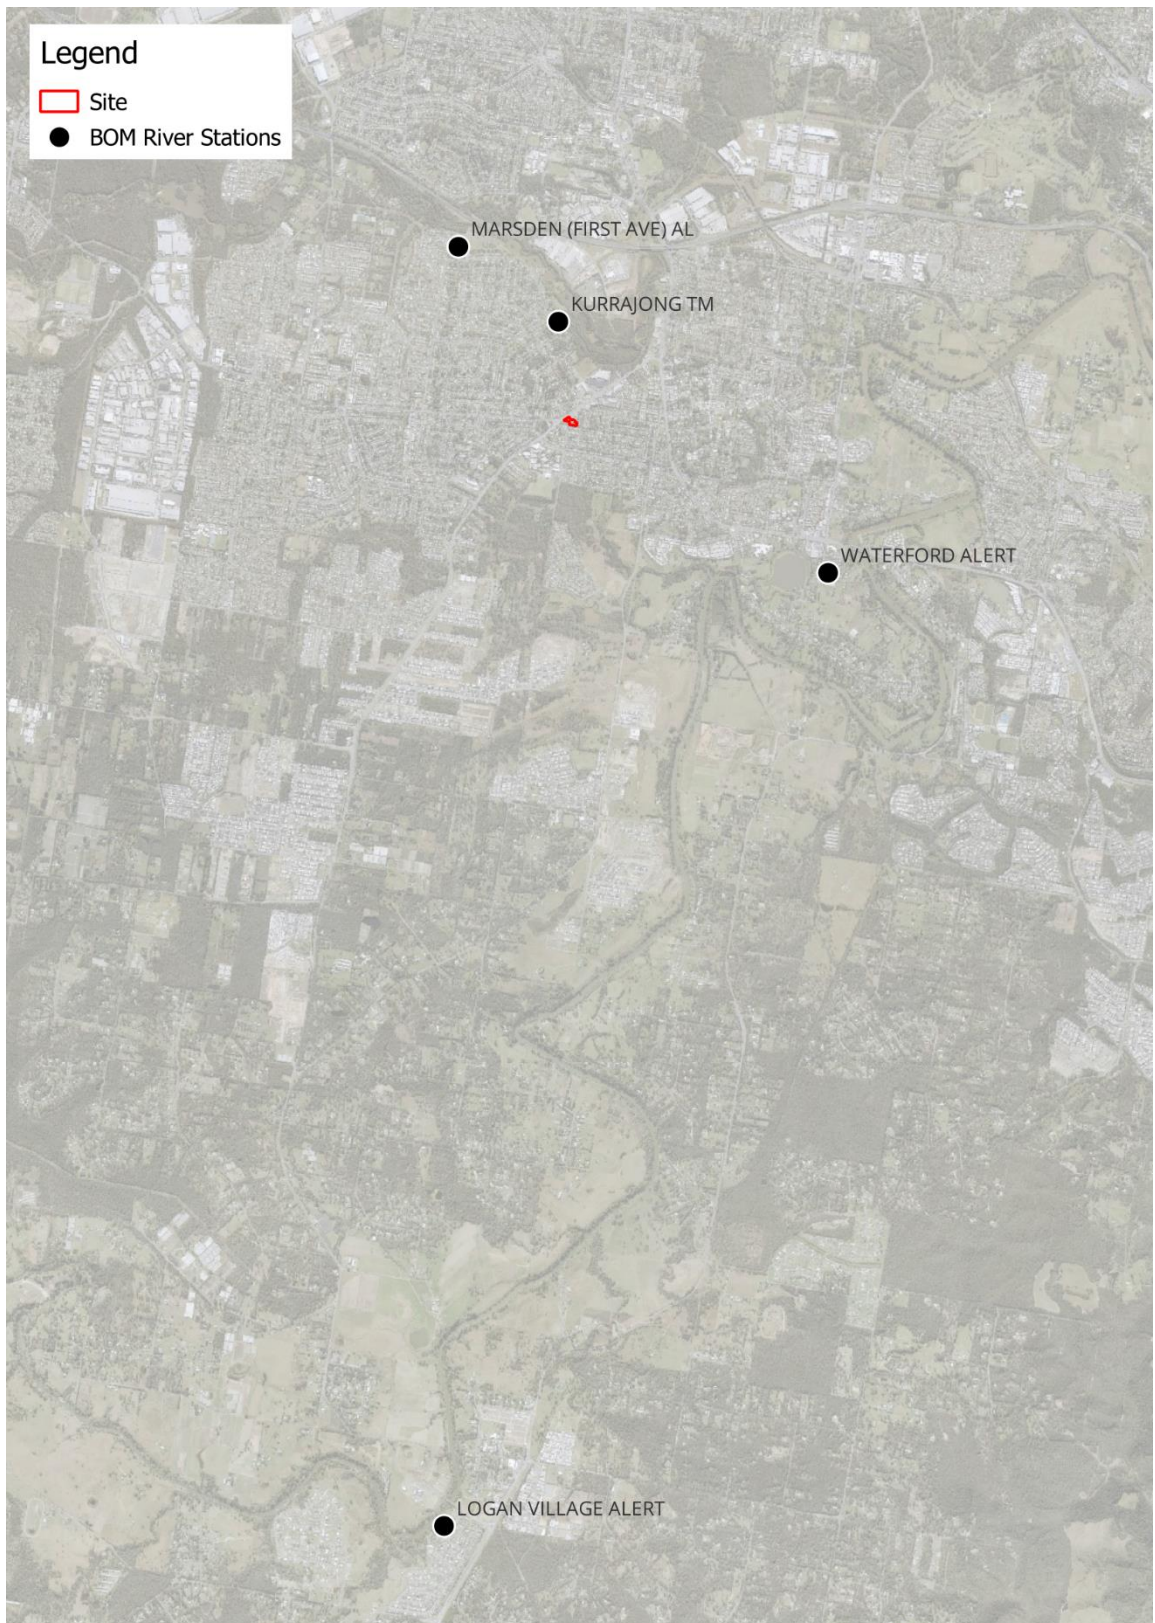 Legend
Site
BOM River Stations
MARSDEN (FIRST AVE) AL
KURRAJONG TM
WATERFORD ALERT
LOGAN VILLAGE ALERT